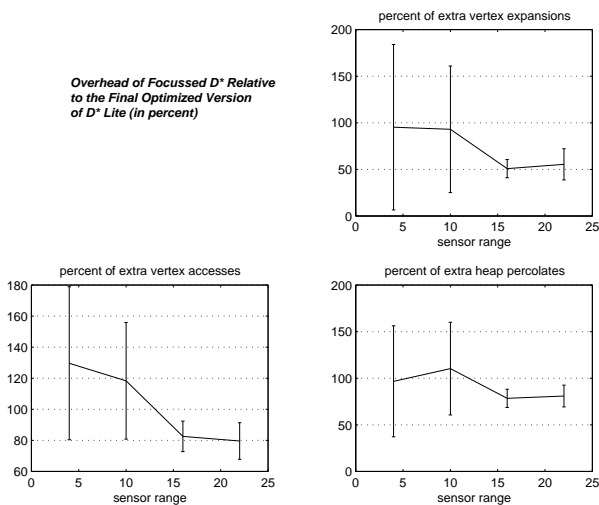 percent of extra vertex expansions
200
150
100
50
0
0 5 10 15 20 25
sensor range
Overhead of Focussed D* Relative
to the Final Optimized Version
of D* Lite (in percent)
percent of extra vertex accesses
180
160
140
120
100
80
60
0 5 10 15 20 25
sensor range
percent of extra heap percolates
200
150
100
50
0
0 5 10 15 20 25
sensor range